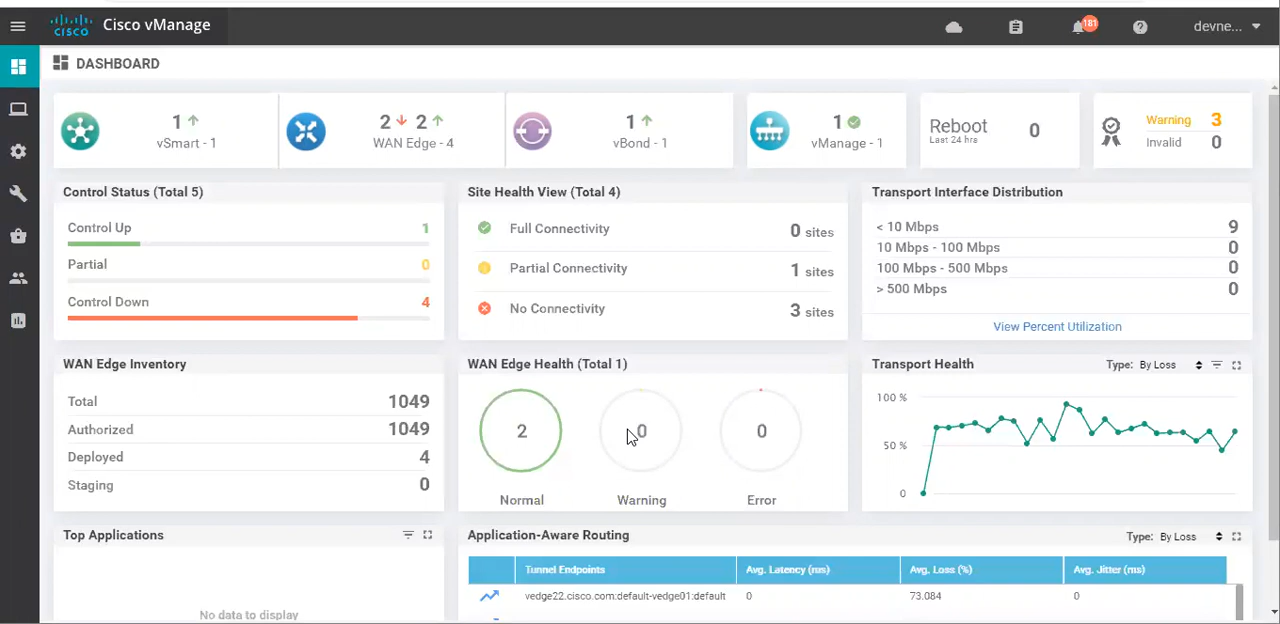 CISCO
Cisco vManage
181
devne...
DASHBOARD
1
vSmart - 1
2 2
WAN Edge - 4
1
vBond - 1
1
vManage - 1
Reboot
Last 24 hrs
0
Warning 3
Invalid 0
Control Status (Total 5)
Control Up 1
Partial 0
Control Down 4
Site Health View (Total 4)
Full Connectivity 0 sites
Partial Connectivity 1 sites
No Connectivity 3 sites
Transport Interface Distribution
< 10 Mbps 9
10 Mbps - 100 Mbps 0
100 Mbps - 500 Mbps 0
> 500 Mbps 0
View Percent Utilization
WAN Edge Inventory
Total 1049
Authorized 1049
Deployed 4
Staging 0
WAN Edge Health (Total 1)
2 0 0
Normal Warning Error
Transport Health Type: By Loss
100 %
50 %
0
Top Applications
No data to display
Application-Aware Routing Type: By Loss
Tunnel Endpoints Avg. Latency (ms) Avg. Loss (%) Avg. Jitter (ms)
vedge22.cisco.com:default-vedge01:default 0 73.084 0